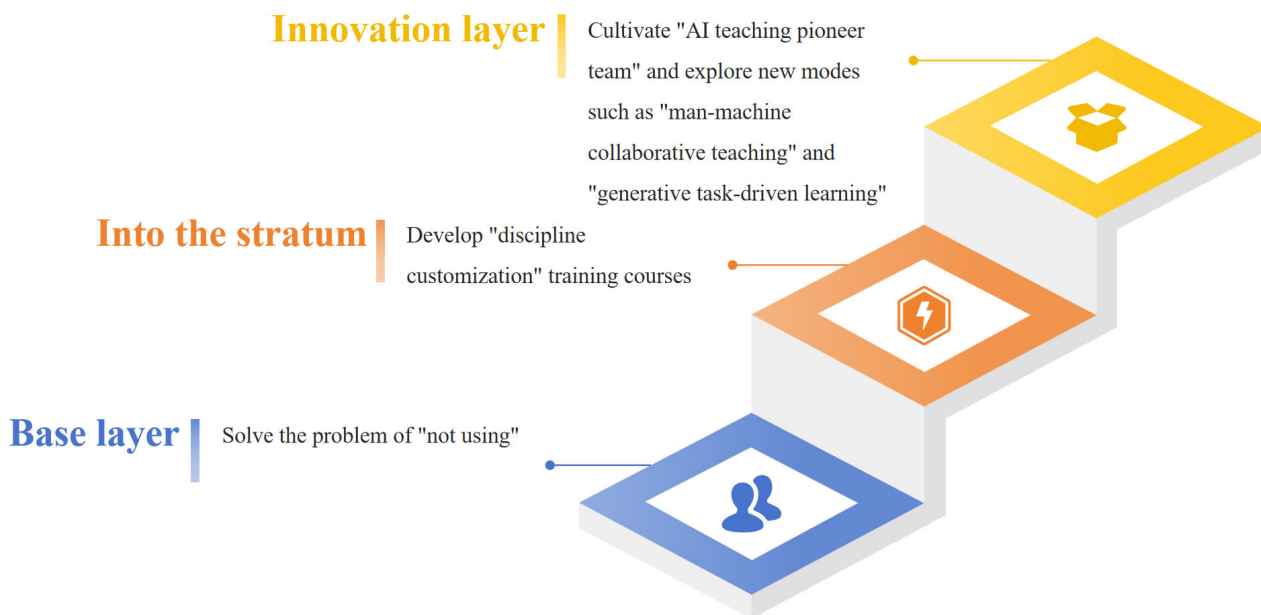 Innovation layer
Cultivate "AI teaching pioneer
team" and explore new modes
such as "man-machine
collaborative teaching" and
"generative task-driven learning"
Into the stratum
Develop "discipline
customization" training courses
Base layer
Solve the problem of "not using"